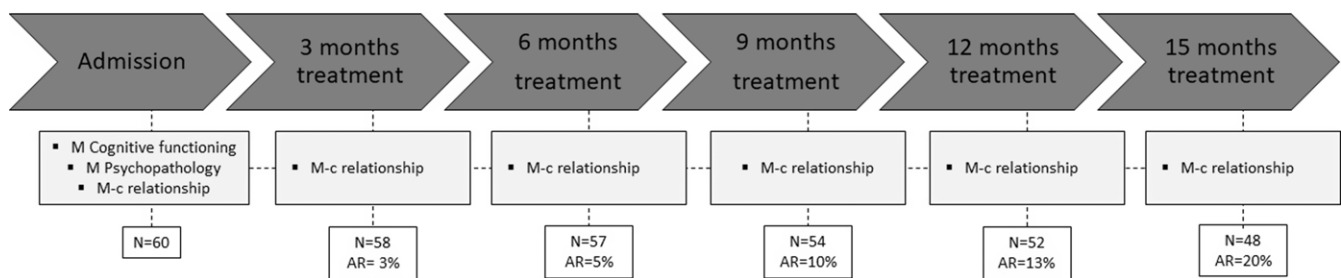 Admission
3 months
treatment
6 months
treatment
9 months
treatment
12 months
treatment
15 months
treatment
▪ M Cognitive functioning
▪ M Psychopathology
▪ M-c relationship
▪ M-c relationship
▪ M-c relationship
▪ M-c relationship
▪ M-c relationship
▪ M-c relationship
N=60
N=58
AR= 3%
N=57
AR=5%
N=54
AR=10%
N=52
AR=13%
N=48
AR=20%